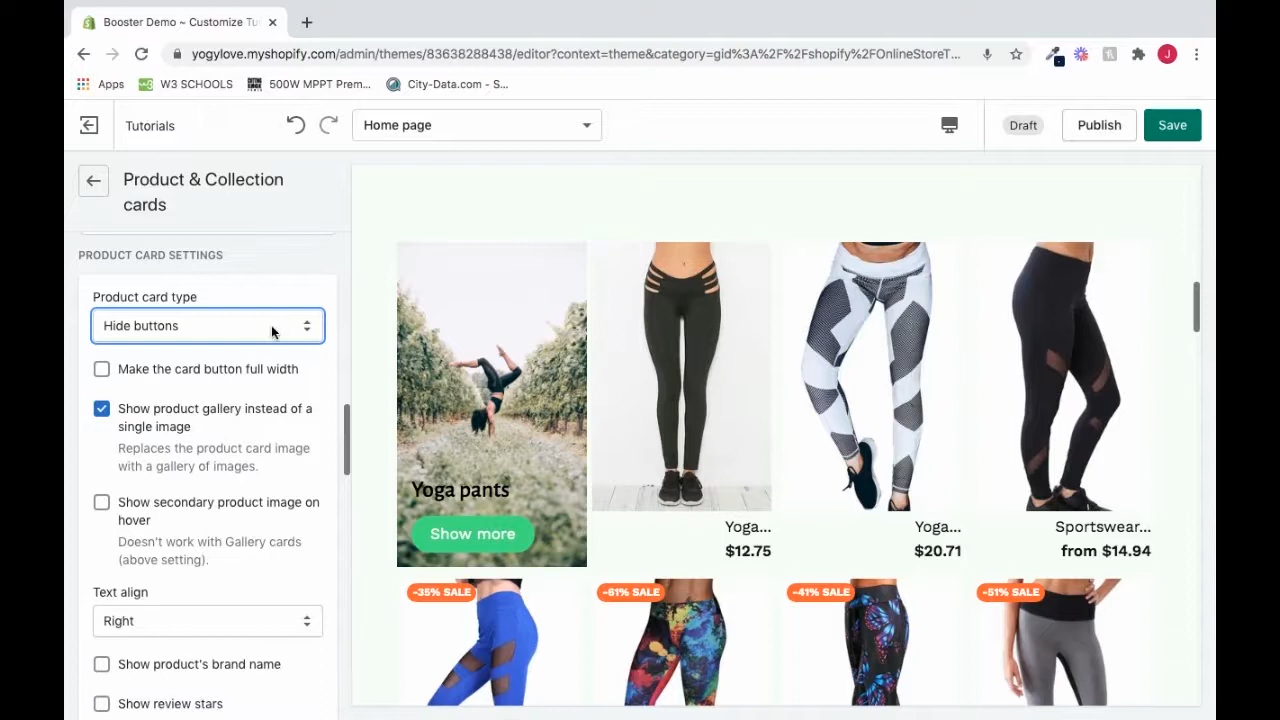 Booster Demo ~ Customize Tu
yogylove.myshopify.com/admin/themes/83638288438/editor?context=theme&category=gid%3A%2F%2Fshopify%2FOnlineStoreT...
J
Apps
W3 SCHOOLS
500W MPPT Prem...
City-Data.com - S...
Tutorials
Home page
Draft
Publish
Save
Product & Collection
cards
PRODUCT CARD SETTINGS
Product card type
Hide buttons
Make the card button full width
Show product gallery instead of a
single image
Replaces the product card image
with a gallery of images.
Show secondary product image on
hover
Doesn't work with Gallery cards
(above setting).
Text align
Right
Show product's brand name
Show review stars
Yoga pants
Show more
Yoga...
$12.75
Yoga...
$20.71
Sportswear...
from $14.94
-35% SALE
-61% SALE
-41% SALE
-51% SALE